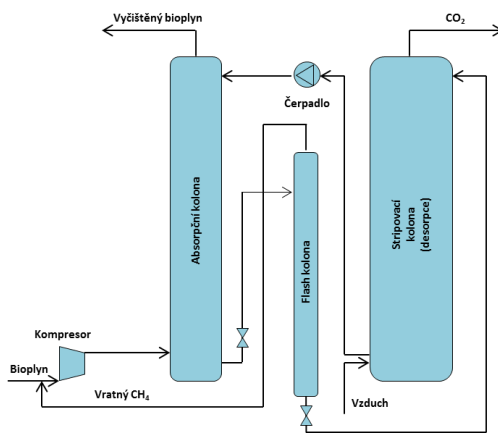 Vyčištěný bioplyn
CO₂
Čerpadlo
Absorpční kolona
Flash kolona
Stripovací
kolona
(desorpce)
Kompresor
Bioplyn
Vratný CH₄
Vzduch